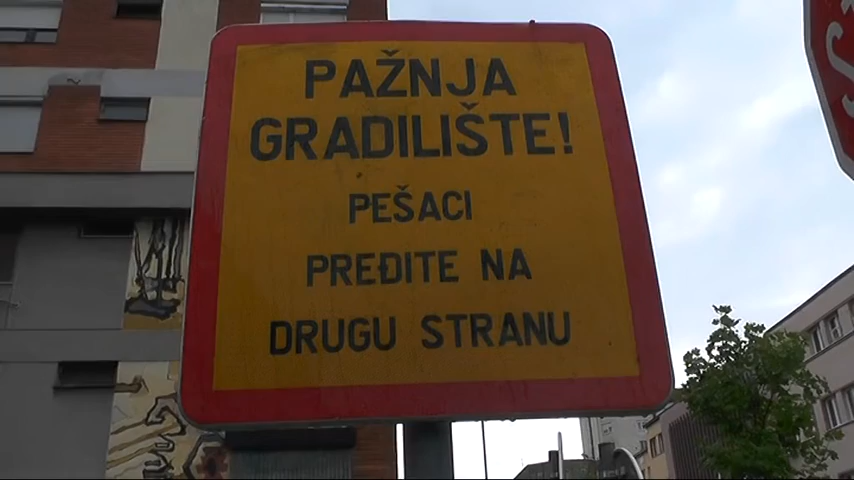 PAŽNJA
GRADILIŠTE!
PEŠACI
PREĐITE NA
DRUGU STRANU